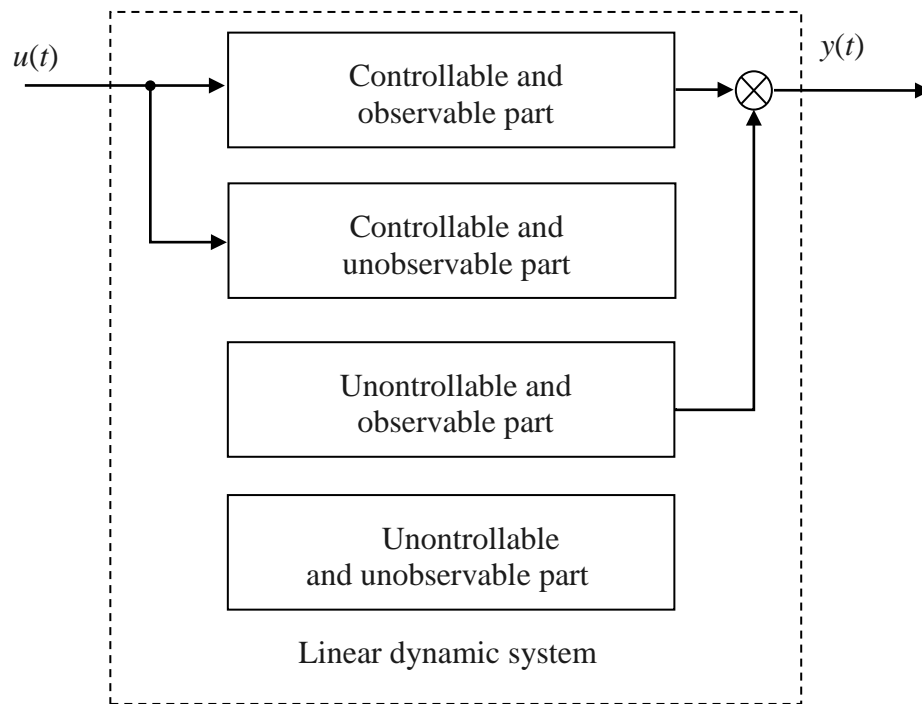 u(t)
y(t)
Controllable and
observable part
Controllable and
unobservable part
Unontrollable and
observable part
Unontrollable
and unobservable part
Linear dynamic system